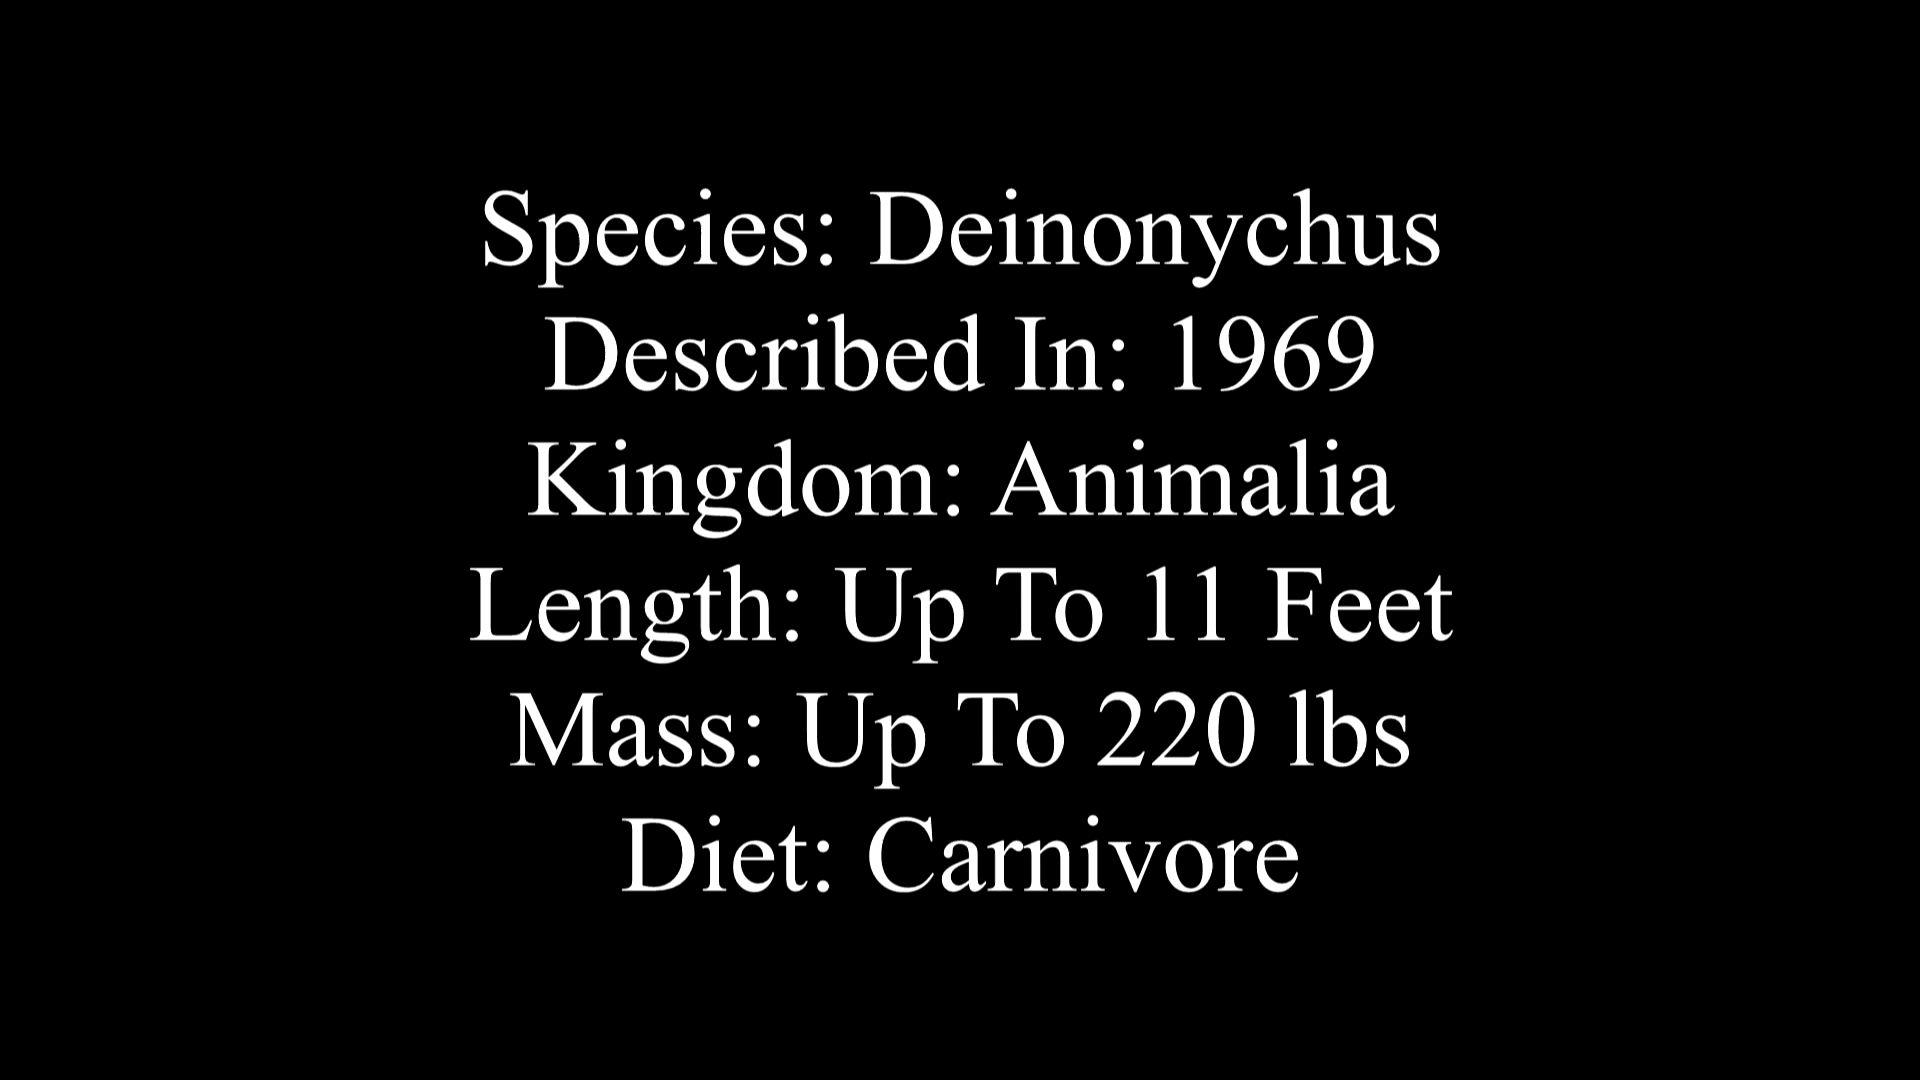 Species: Deinonychus
Described In: 1969
Kingdom: Animalia
Length: Up To 11 Feet
Mass: Up To 220 lbs
Diet: Carnivore